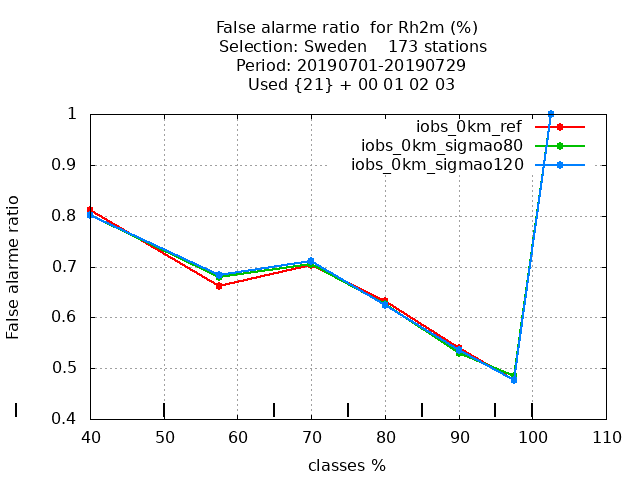 False alarme ratio  for Rh2m (%)
Selection: Sweden    173 stations
Period: 20190701-20190729
Used {21} + 00 01 02 03
iobs_0km_ref
iobs_0km_sigmao80
iobs_0km_sigmao120
False alarme ratio
1
0.9
0.8
0.7
0.6
0.5
0.4
40 50 60 70 80 90 100 110
classes %